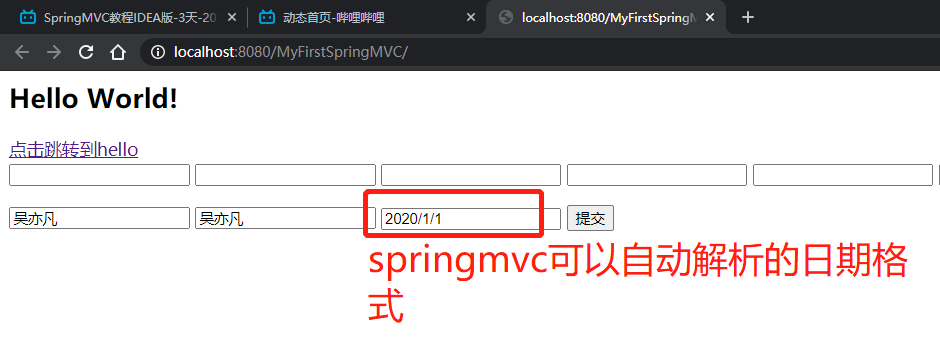 SpringMVC教程IDEA版-3天-20
动态首页-哔哩哔哩
localhost:8080/MyFirstSpringM
localhost:8080/MyFirstSpringMVC/
Hello World!
点击跳转到hello
吴亦凡 吴亦凡 2020/1/1 提交
springmvc可以自动解析的日期格
式